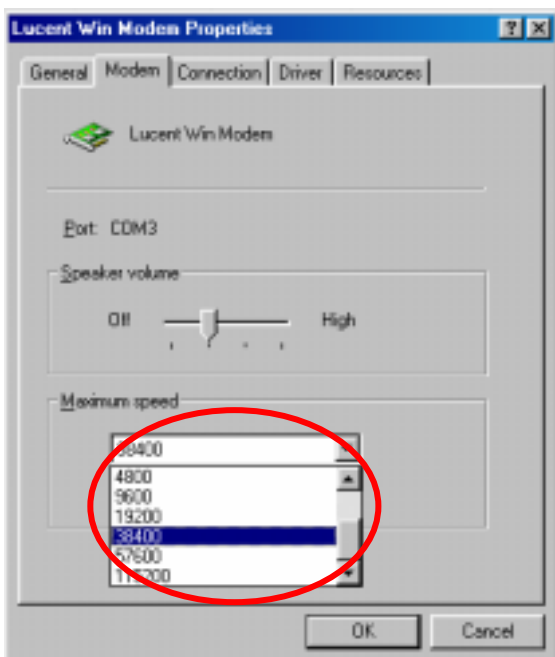 Lucent Win Modem Properties
General Modem Connection Driver Resources
Lucent Win Modem
Port: COM3
Speaker volume
Off High
Maximum speed
38400
4800
9600
19200
38400
57600
115200
OK Cancel